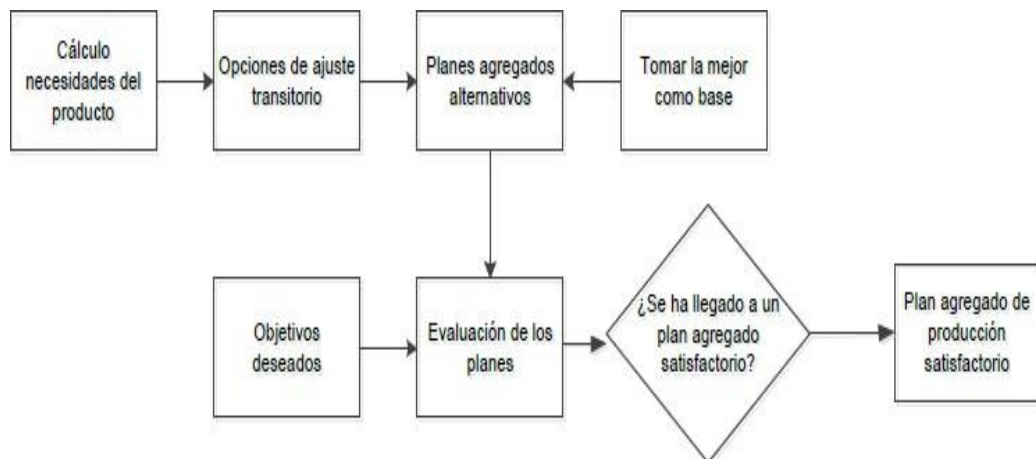 Cálculo
necesidades del
producto
Opciones de ajuste
transitorio
Planes agregados
alternativos
Tomar la mejor
como base
Objetivos
deseados
Evaluación de los
planes
¿Se ha llegado a un
plan agregado
satisfactorio?
Plan agregado de
producción
satisfactorio